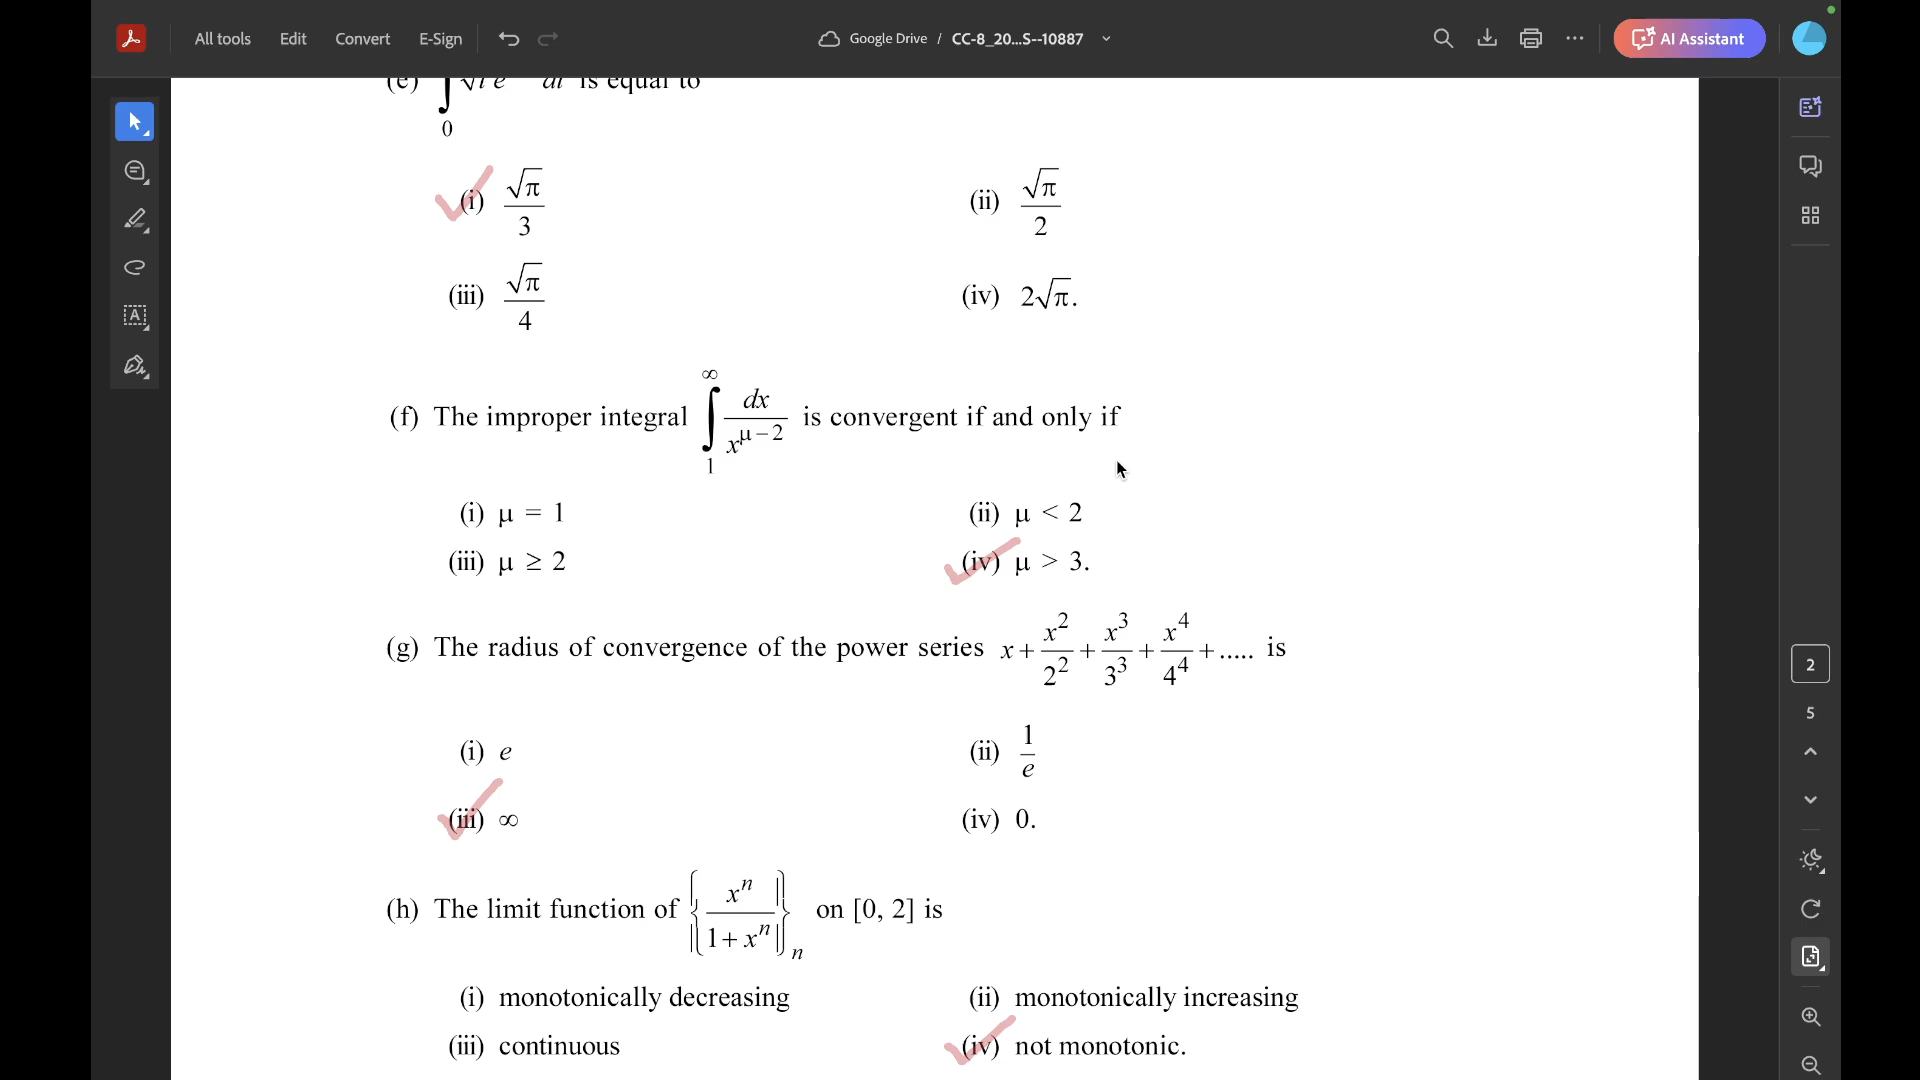 All tools Edit Convert E-Sign Google Drive / CC-8_20...S--10887 AI Assistant
(e) ∫ √t e dt is equal to
0
(i) √π/3 (ii) √π/2
(iii) √π/4 (iv) 2√π.
(f) The improper integral ∫₁^∞ dx/x^(μ−2) is convergent if and only if
(i) μ = 1 (ii) μ < 2
(iii) μ ≥ 2 (iv) μ > 3.
(g) The radius of convergence of the power series x + x²/2² + x³/3³ + x⁴/4⁴ + ..... is
(i) e (ii) 1/e
(iii) ∞ (iv) 0.
(h) The limit function of {xⁿ/(1+xⁿ)}ₙ on [0, 2] is
(i) monotonically decreasing (ii) monotonically increasing
(iii) continuous (iv) not monotonic.
2
5